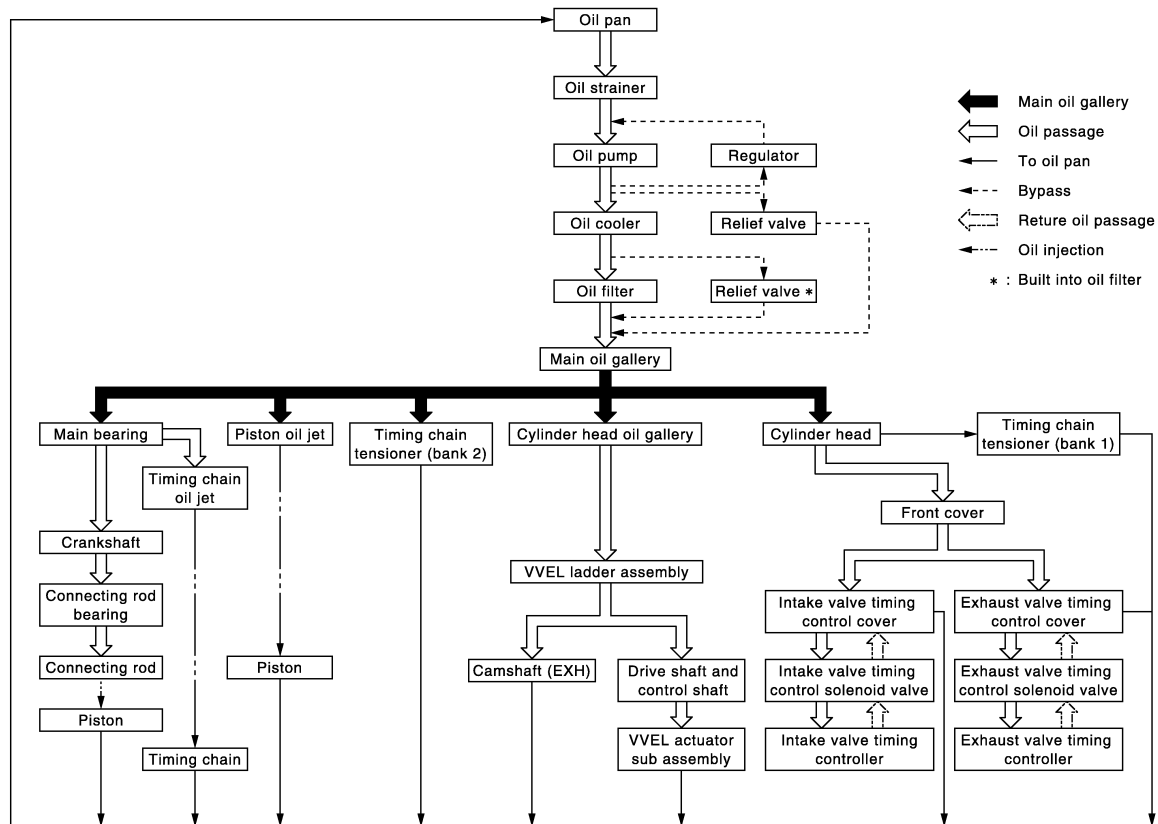 Oil pan
Oil strainer
Oil pump
Regulator
Oil cooler
Relief valve
Oil filter
Relief valve *
Main oil gallery
Main oil gallery
Oil passage
To oil pan
Bypass
Reture oil passage
Oil injection
* : Built into oil filter
Main bearing
Piston oil jet
Timing chain
tensioner (bank 2)
Cylinder head oil gallery
Cylinder head
Timing chain
tensioner (bank 1)
Timing chain
oil jet
Front cover
Crankshaft
VVEL ladder assembly
Connecting rod
bearing
Intake valve timing
control cover
Exhaust valve timing
control cover
Connecting rod
Piston
Camshaft (EXH)
Drive shaft and
control shaft
Intake valve timing
control solenoid valve
Exhaust valve timing
control solenoid valve
Piston
Timing chain
VVEL actuator
sub assembly
Intake valve timing
controller
Exhaust valve timing
controller